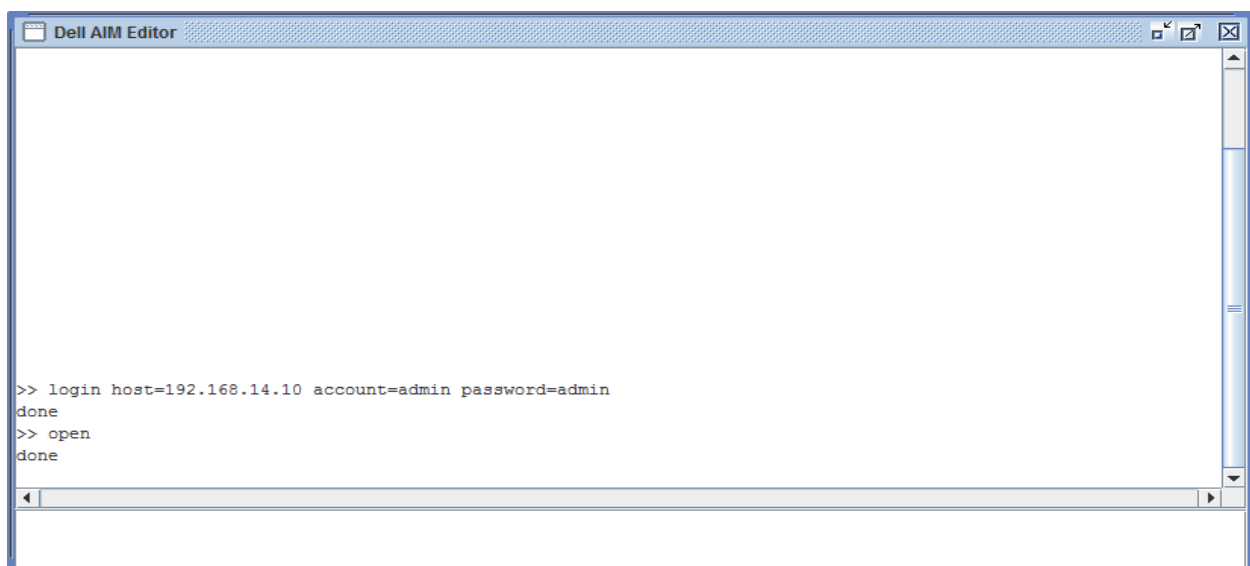 Dell AIM Editor
>> login host=192.168.14.10 account=admin password=admin
done
>> open
done